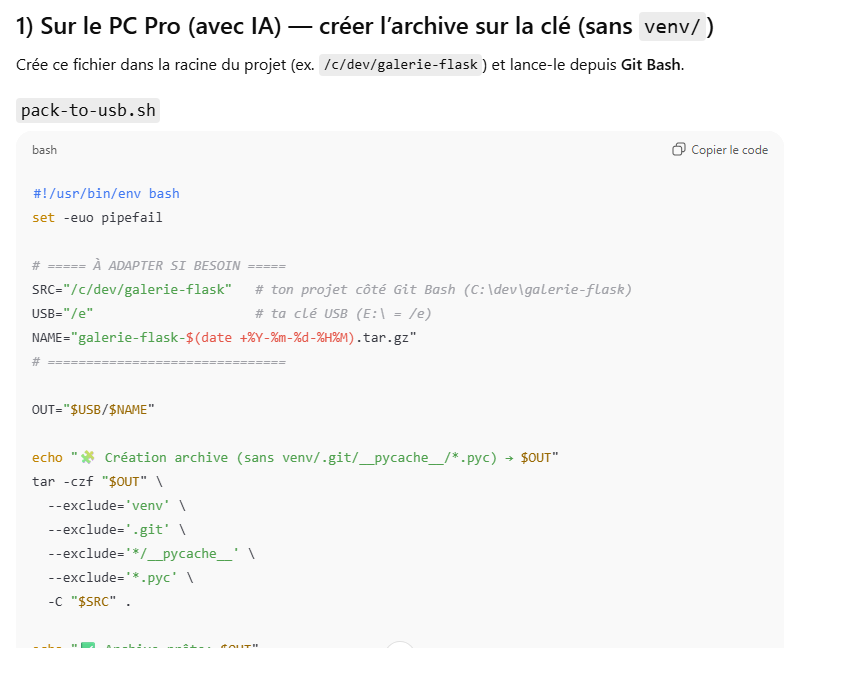 1) Sur le PC Pro (avec IA) — créer l’archive sur la clé (sans venv/)
Crée ce fichier dans la racine du projet (ex. /c/dev/galerie-flask) et lance-le depuis Git Bash.
pack-to-usb.sh
bash
Copier le code
#!/usr/bin/env bash
set -euo pipefail
# ===== À ADAPTER SI BESOIN =====
SRC="/c/dev/galerie-flask"   # ton projet côté Git Bash (C:\dev\galerie-flask)
USB="/e"                     # ta clé USB (E:\ = /e)
NAME="galerie-flask-$(date +%Y-%m-%d-%H%M).tar.gz"
# ===============================
OUT="$USB/$NAME"
echo "🧩 Création archive (sans venv/.git/__pycache__/*.pyc) → $OUT"
tar -czf "$OUT" \
  --exclude='venv' \
  --exclude='.git' \
  --exclude='*/__pycache__' \
  --exclude='*.pyc' \
  -C "$SRC" .
echo "✅ Archive prête: $OUT"